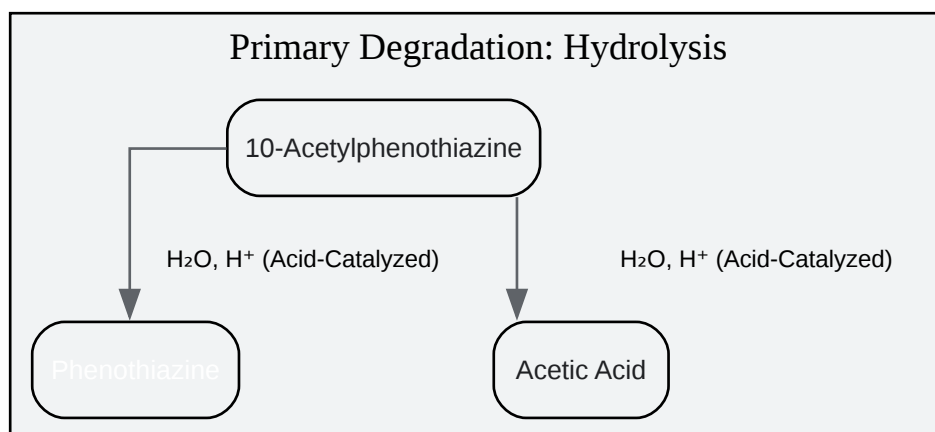 Primary Degradation: Hydrolysis
10-Acetylphenothiazine
H₂O, H⁺ (Acid-Catalyzed)
H₂O, H⁺ (Acid-Catalyzed)
Phenothiazine
Acetic Acid